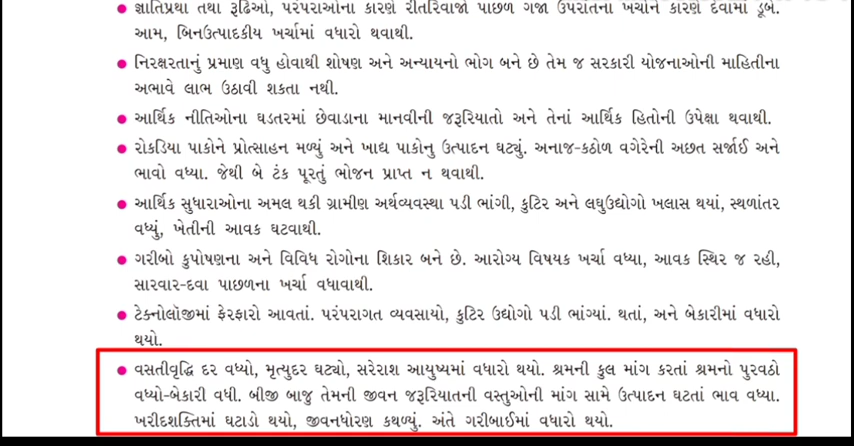 જ્ઞાતિપ્રથા તથા રૂઢિઓ, પરંપરાઓના કારણે રીતરિવાજો પાછળ ગજા ઉપરાંતના ખર્ચાને કારણે દેવામાં ડૂબે.
આમ, બિનઉત્પાદકીય ખર્ચામાં વધારો થવાથી.
• નિરક્ષરતાનું પ્રમાણ વધુ હોવાથી શોષણ અને અન્યાયનો ભોગ બને છે તેમ જ સરકારી યોજનાઓની માહિતીના
અભાવે લાભ ઉઠાવી શકતા નથી.
• આર્થિક નીતિઓના ઘડતરમાં છેવાડાના માનવીની જરૂરિયાતો અને તેનાં આર્થિક હિતોની ઉપેક્ષા થવાથી.
• રોકડિયા પાકોને પ્રોત્સાહન મળ્યું અને ખાદ્ય પાકોનુ ઉત્પાદન ઘટ્યું. અનાજ-કઠોળ વગેરેની અછત સર્જાઈ અને
ભાવો વધ્યા. જેથી બે ટંક પૂરતું ભોજન પ્રાપ્ત ન થવાથી.
• આર્થિક સુધારાઓના અમલ થકી ગ્રામીણ અર્થવ્યવસ્થા પડી ભાંગી, કુટિર અને લઘુઉદ્યોગો ખલાસ થયાં, સ્થળાંતર
વધ્યું, ખેતીની આવક ઘટવાથી.
• ગરીબો કુપોષણના અને વિવિધ રોગોના શિકાર બને છે. આરોગ્ય વિષયક ખર્ચા વધ્યા, આવક સ્થિર જ રહી,
સારવાર-દવા પાછળના ખર્ચા વધાવાથી.
• ટેક્નોલૉજીમાં ફેરફારો આવતાં. પરંપરાગત વ્યવસાયો, કુટિર ઉદ્યોગો પડી ભાંગ્યાં. થતાં, અને બેકારીમાં વધારો
થયો.
• વસતીવૃદ્ધિ દર વધ્યો, મૃત્યુદર ઘટ્યો, સરેરાશ આયુષ્યમાં વધારો થયો. શ્રમની કુલ માંગ કરતાં શ્રમનો પુરવઠો
વધ્યો-બેકારી વધી. બીજી બાજુ તેમની જીવન જરૂરિયાતની વસ્તુઓની માંગ સામે ઉત્પાદન ઘટતાં ભાવ વધ્યા.
ખરીદશક્તિમાં ઘટાડો થયો, જીવનધોરણ કથળ્યું. અંતે ગરીબાઈમાં વધારો થયો.